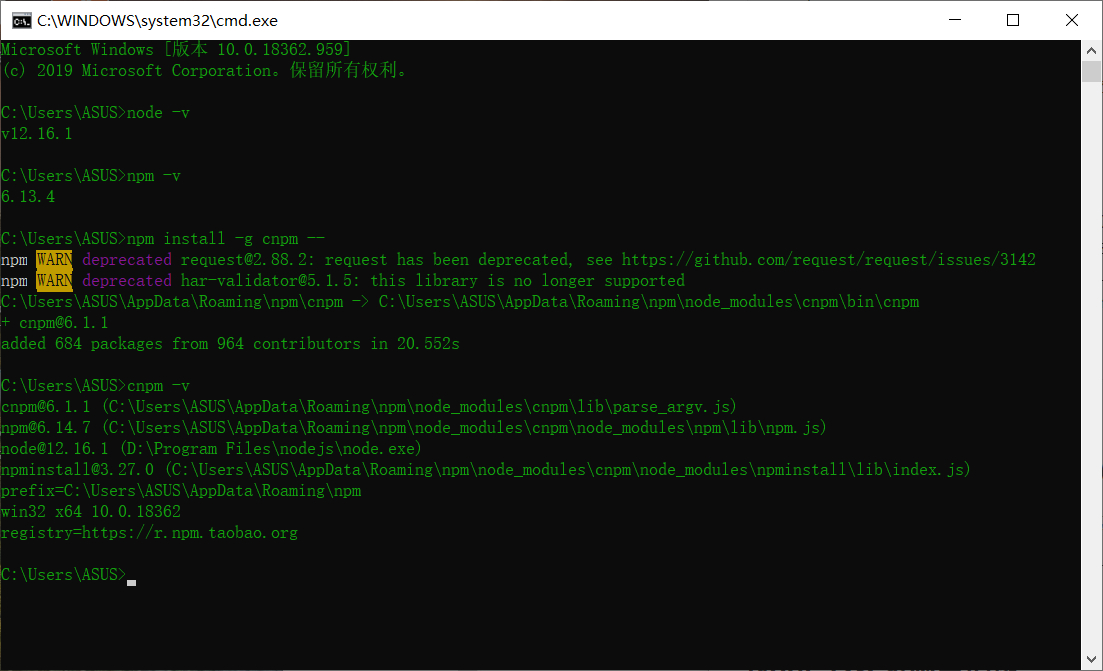 C:\WINDOWS\system32\cmd.exe
Microsoft Windows [版本 10.0.18362.959]
(c) 2019 Microsoft Corporation。保留所有权利。
C:\Users\ASUS>node -v
v12.16.1
C:\Users\ASUS>npm -v
6.13.4
C:\Users\ASUS>npm install -g cnpm --
npm WARN deprecated request@2.88.2: request has been deprecated, see https://github.com/request/request/issues/3142
npm WARN deprecated har-validator@5.1.5: this library is no longer supported
C:\Users\ASUS\AppData\Roaming\npm\cnpm -> C:\Users\ASUS\AppData\Roaming\npm\node_modules\cnpm\bin\cnpm
+ cnpm@6.1.1
added 684 packages from 964 contributors in 20.552s
C:\Users\ASUS>cnpm -v
cnpm@6.1.1 (C:\Users\ASUS\AppData\Roaming\npm\node_modules\cnpm\lib\parse_argv.js)
npm@6.14.7 (C:\Users\ASUS\AppData\Roaming\npm\node_modules\cnpm\node_modules\npm\lib\npm.js)
node@12.16.1 (D:\Program Files\nodejs\node.exe)
npminstall@3.27.0 (C:\Users\ASUS\AppData\Roaming\npm\node_modules\cnpm\node_modules\npminstall\lib\index.js)
prefix=C:\Users\ASUS\AppData\Roaming\npm
win32 x64 10.0.18362
registry=https://r.npm.taobao.org
C:\Users\ASUS>